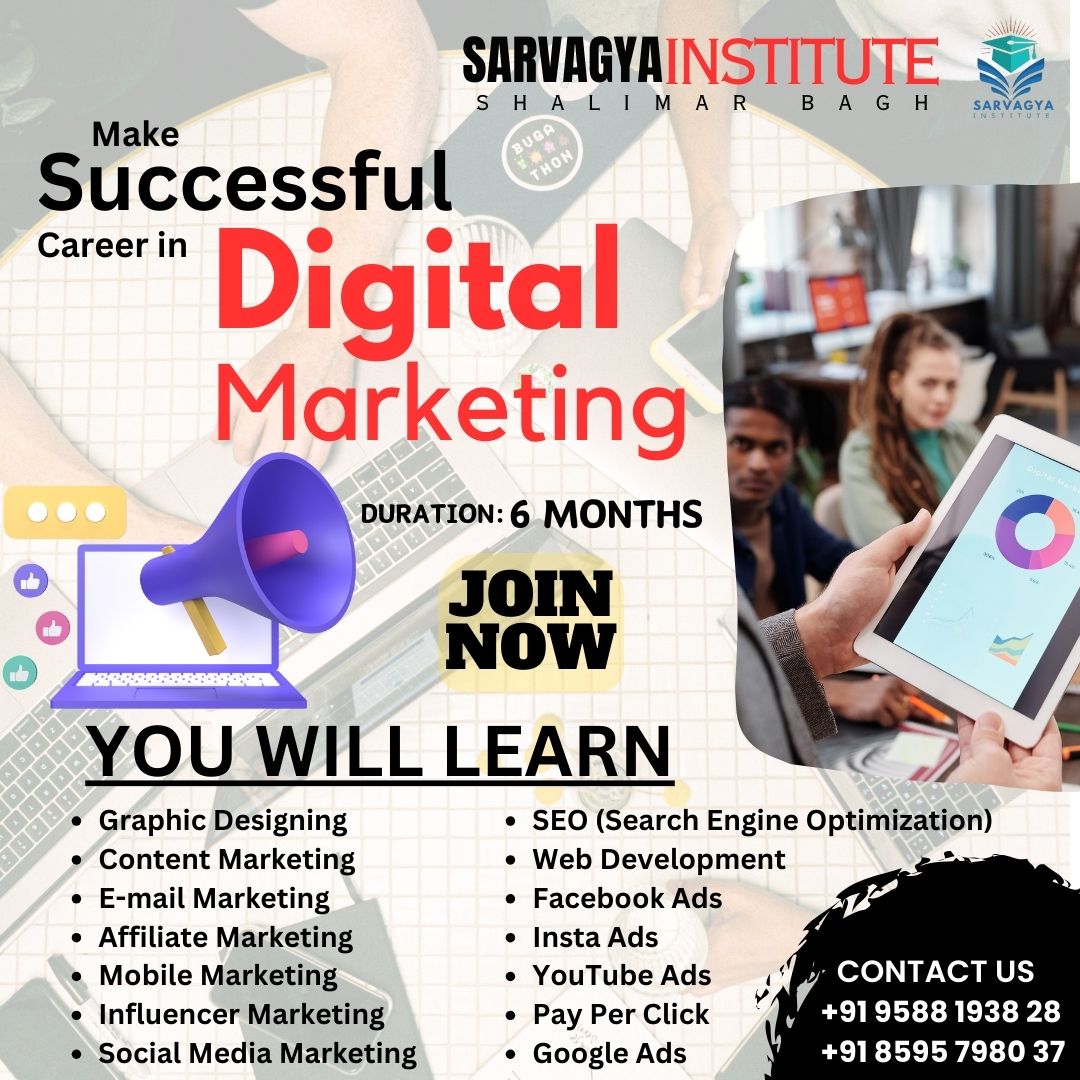 SARVAGYA INSTITUTE
SHALIMAR BAGH
SARVAGYA
INSTITUTE
BUGA
THON
Make
Successful
Career in
Digital
Marketing
DURATION: 6 MONTHS
JOIN
NOW
YOU WILL LEARN
• Graphic Designing
• Content Marketing
• E-mail Marketing
• Affiliate Marketing
• Mobile Marketing
• Influencer Marketing
• Social Media Marketing
• SEO (Search Engine Optimization)
• Web Development
• Facebook Ads
• Insta Ads
• YouTube Ads
• Pay Per Click
• Google Ads
CONTACT US
+91 9588 1938 28
+91 8595 7980 37